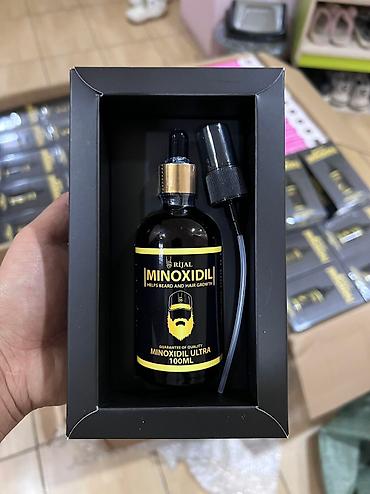 RIJAL
MINOXIDIL
HELPS BEARD AND HAIR GROWTH
GUARANTEE OF QUALITY
MINOXIDIL ULTRA
100ML